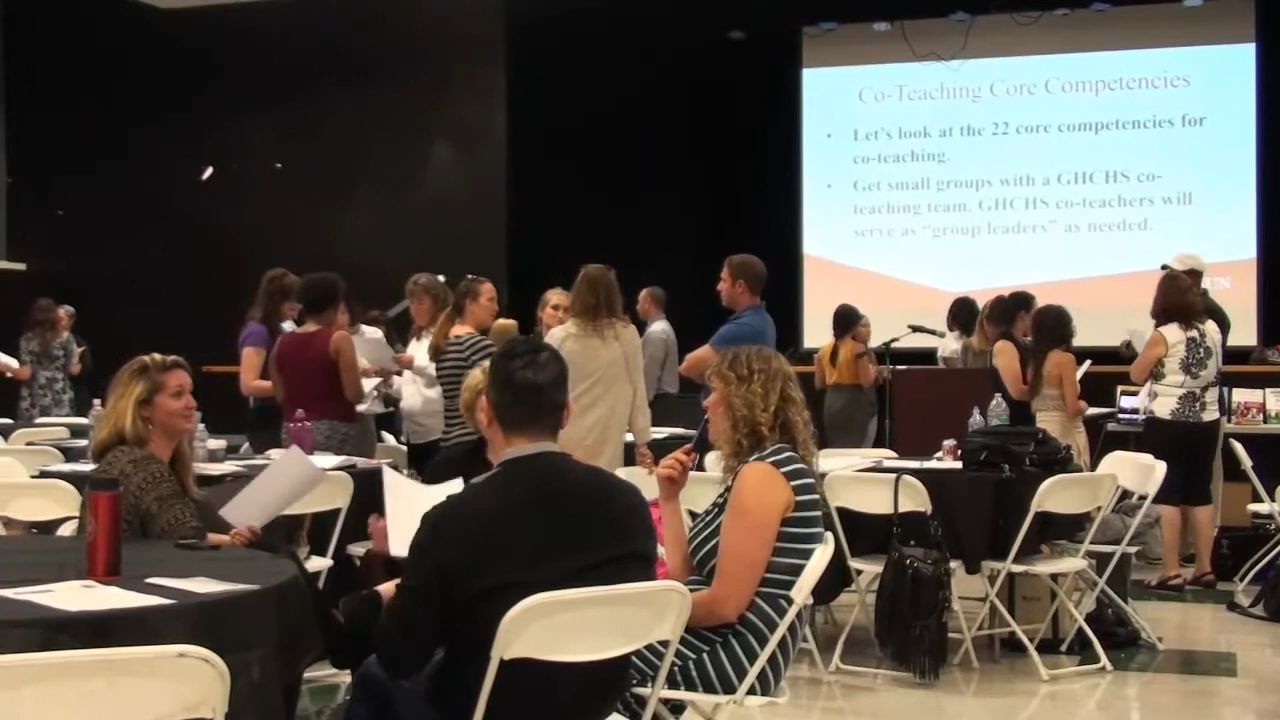 Co-Teaching Core Competencies
• Let's look at the 22 core competencies for
co-teaching.
• Get small groups with a GHCHS co-
teaching team. GHCHS co-teachers will
serve as "group leaders" as needed.